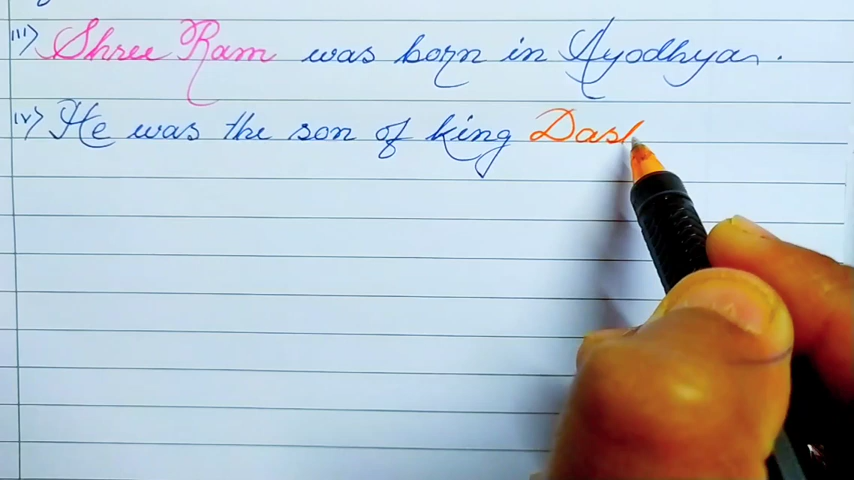 iii) Shree Ram was born in Ayodhya.
iv) He was the son of king Das